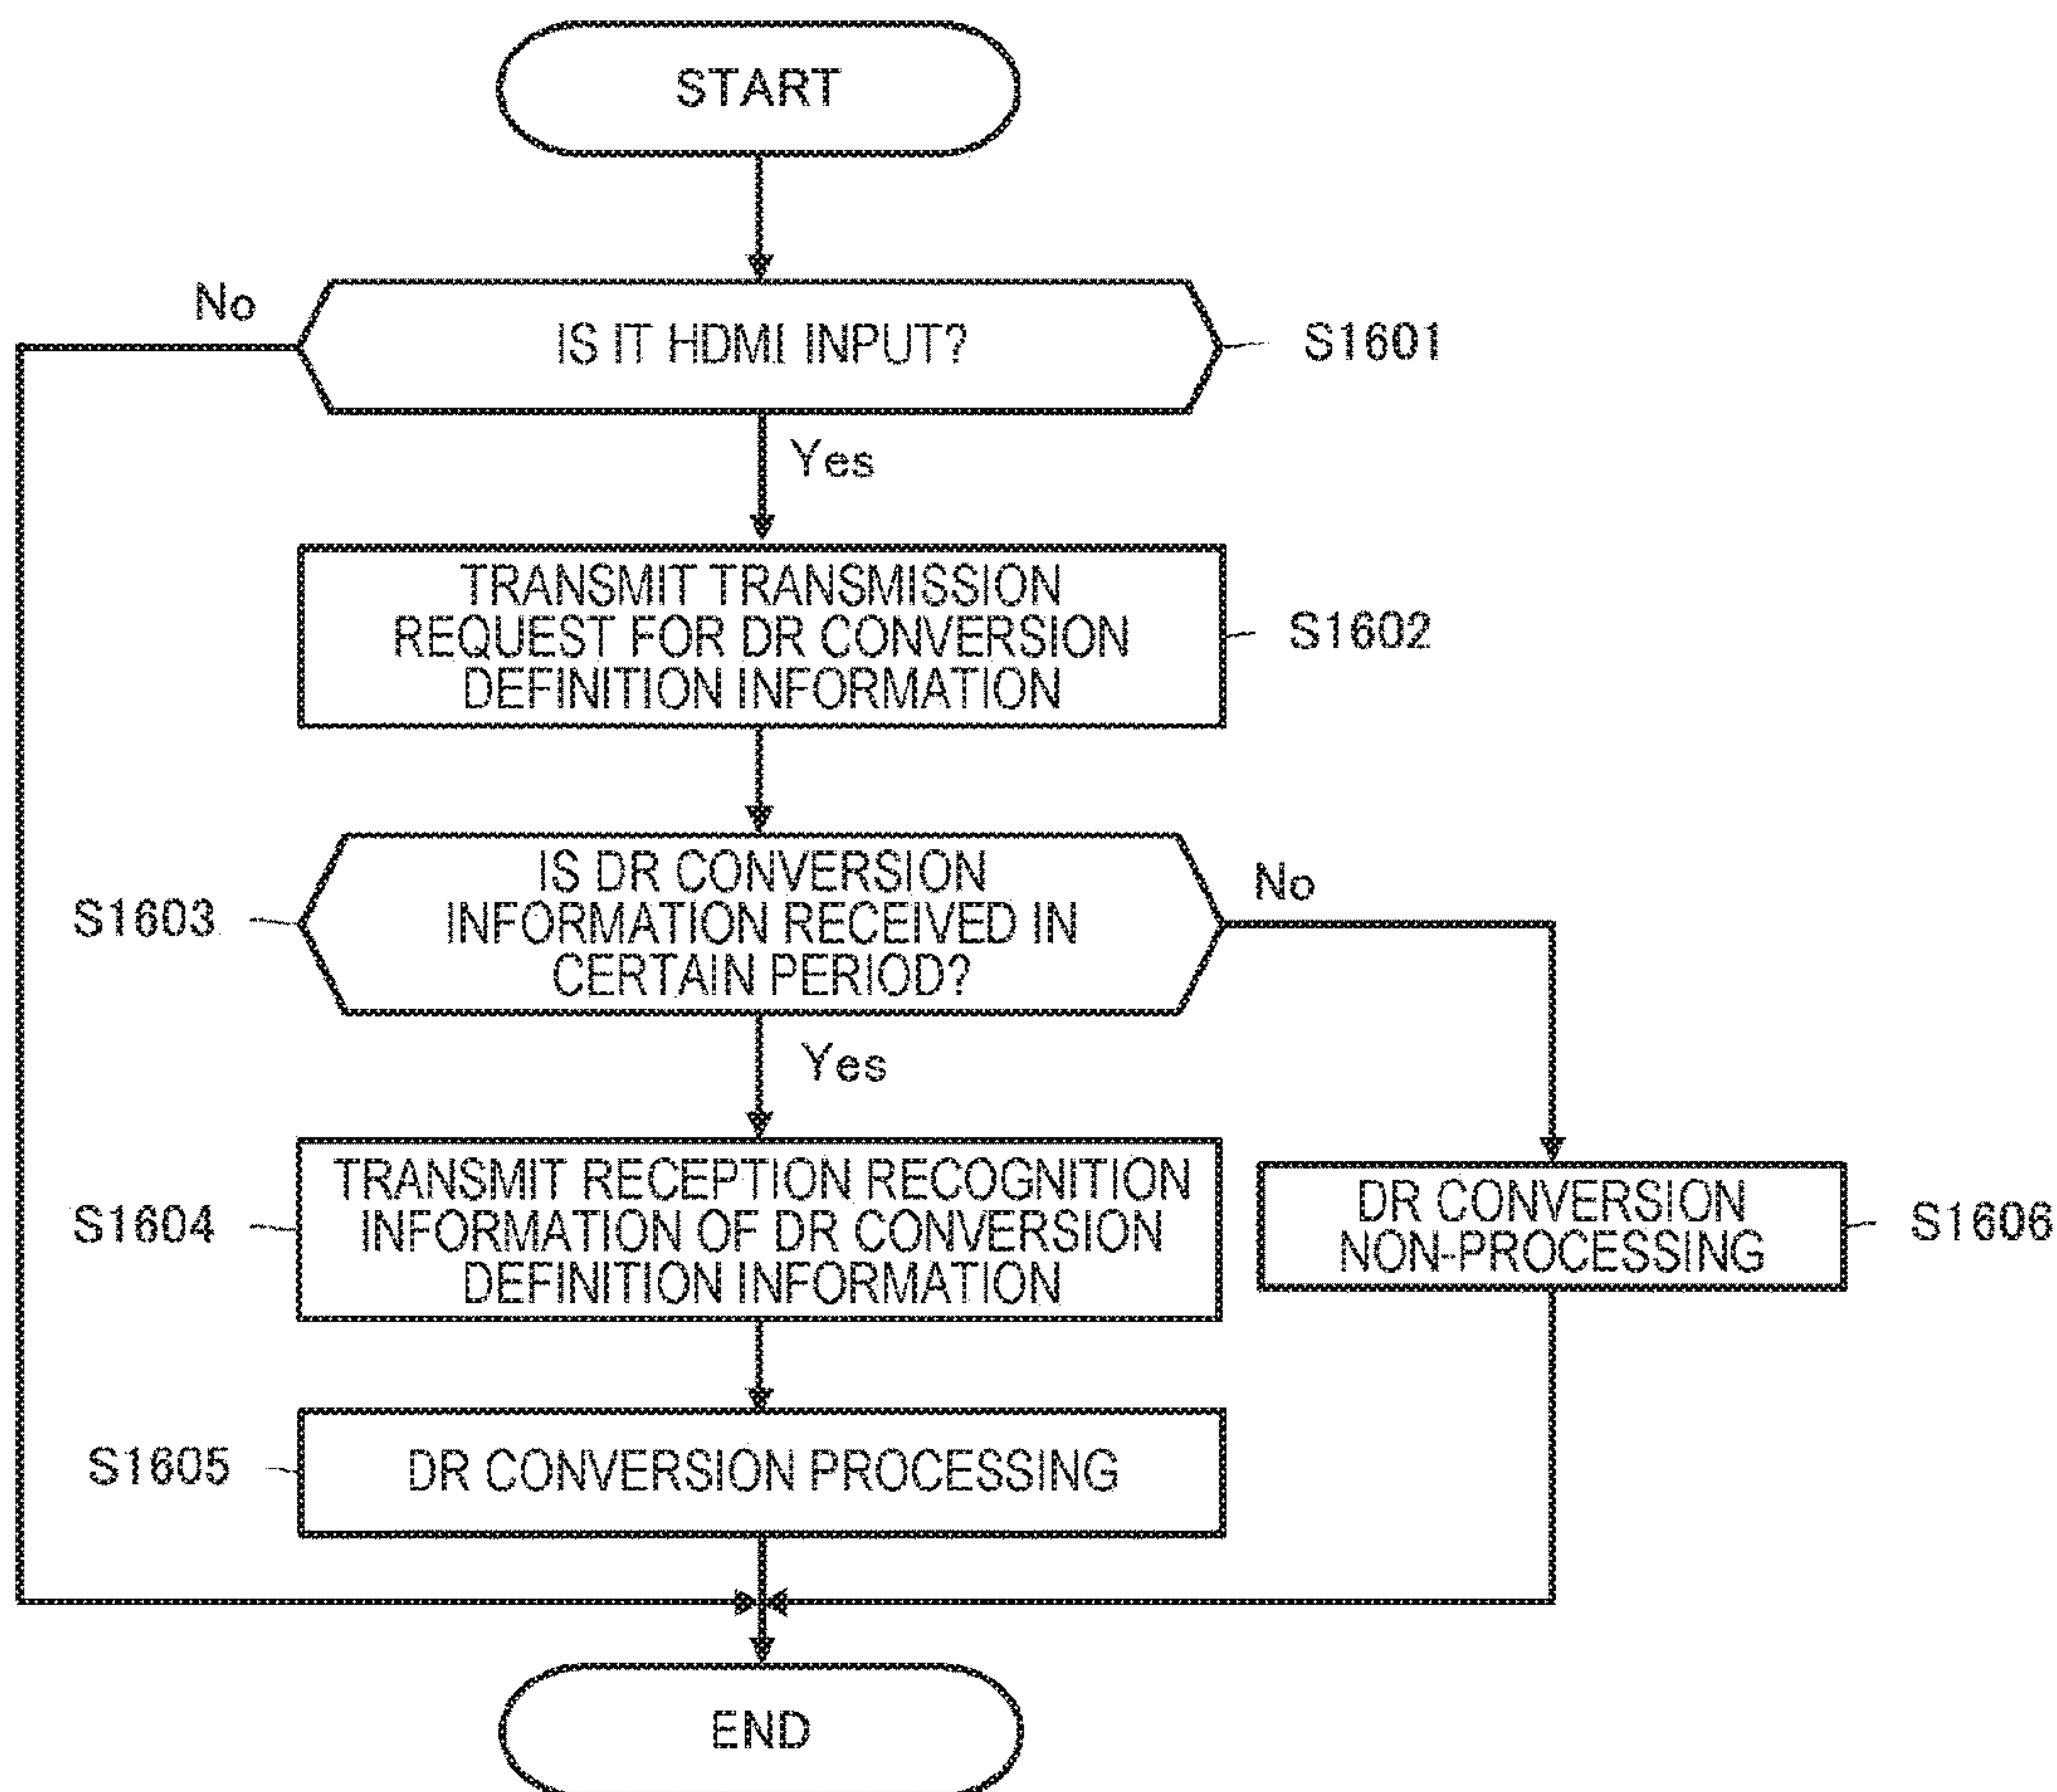 START
No
IS IT HDMI INPUT?
S1601
Yes
TRANSMIT TRANSMISSION
REQUEST FOR DR CONVERSION
DEFINITION INFORMATION
S1602
IS DR CONVERSION
INFORMATION RECEIVED IN
CERTAIN PERIOD?
S1603
No
Yes
TRANSMIT RECEPTION RECOGNITION
INFORMATION OF DR CONVERSION
DEFINITION INFORMATION
S1604
DR CONVERSION
NON-PROCESSING
S1606
S1605
DR CONVERSION PROCESSING
END